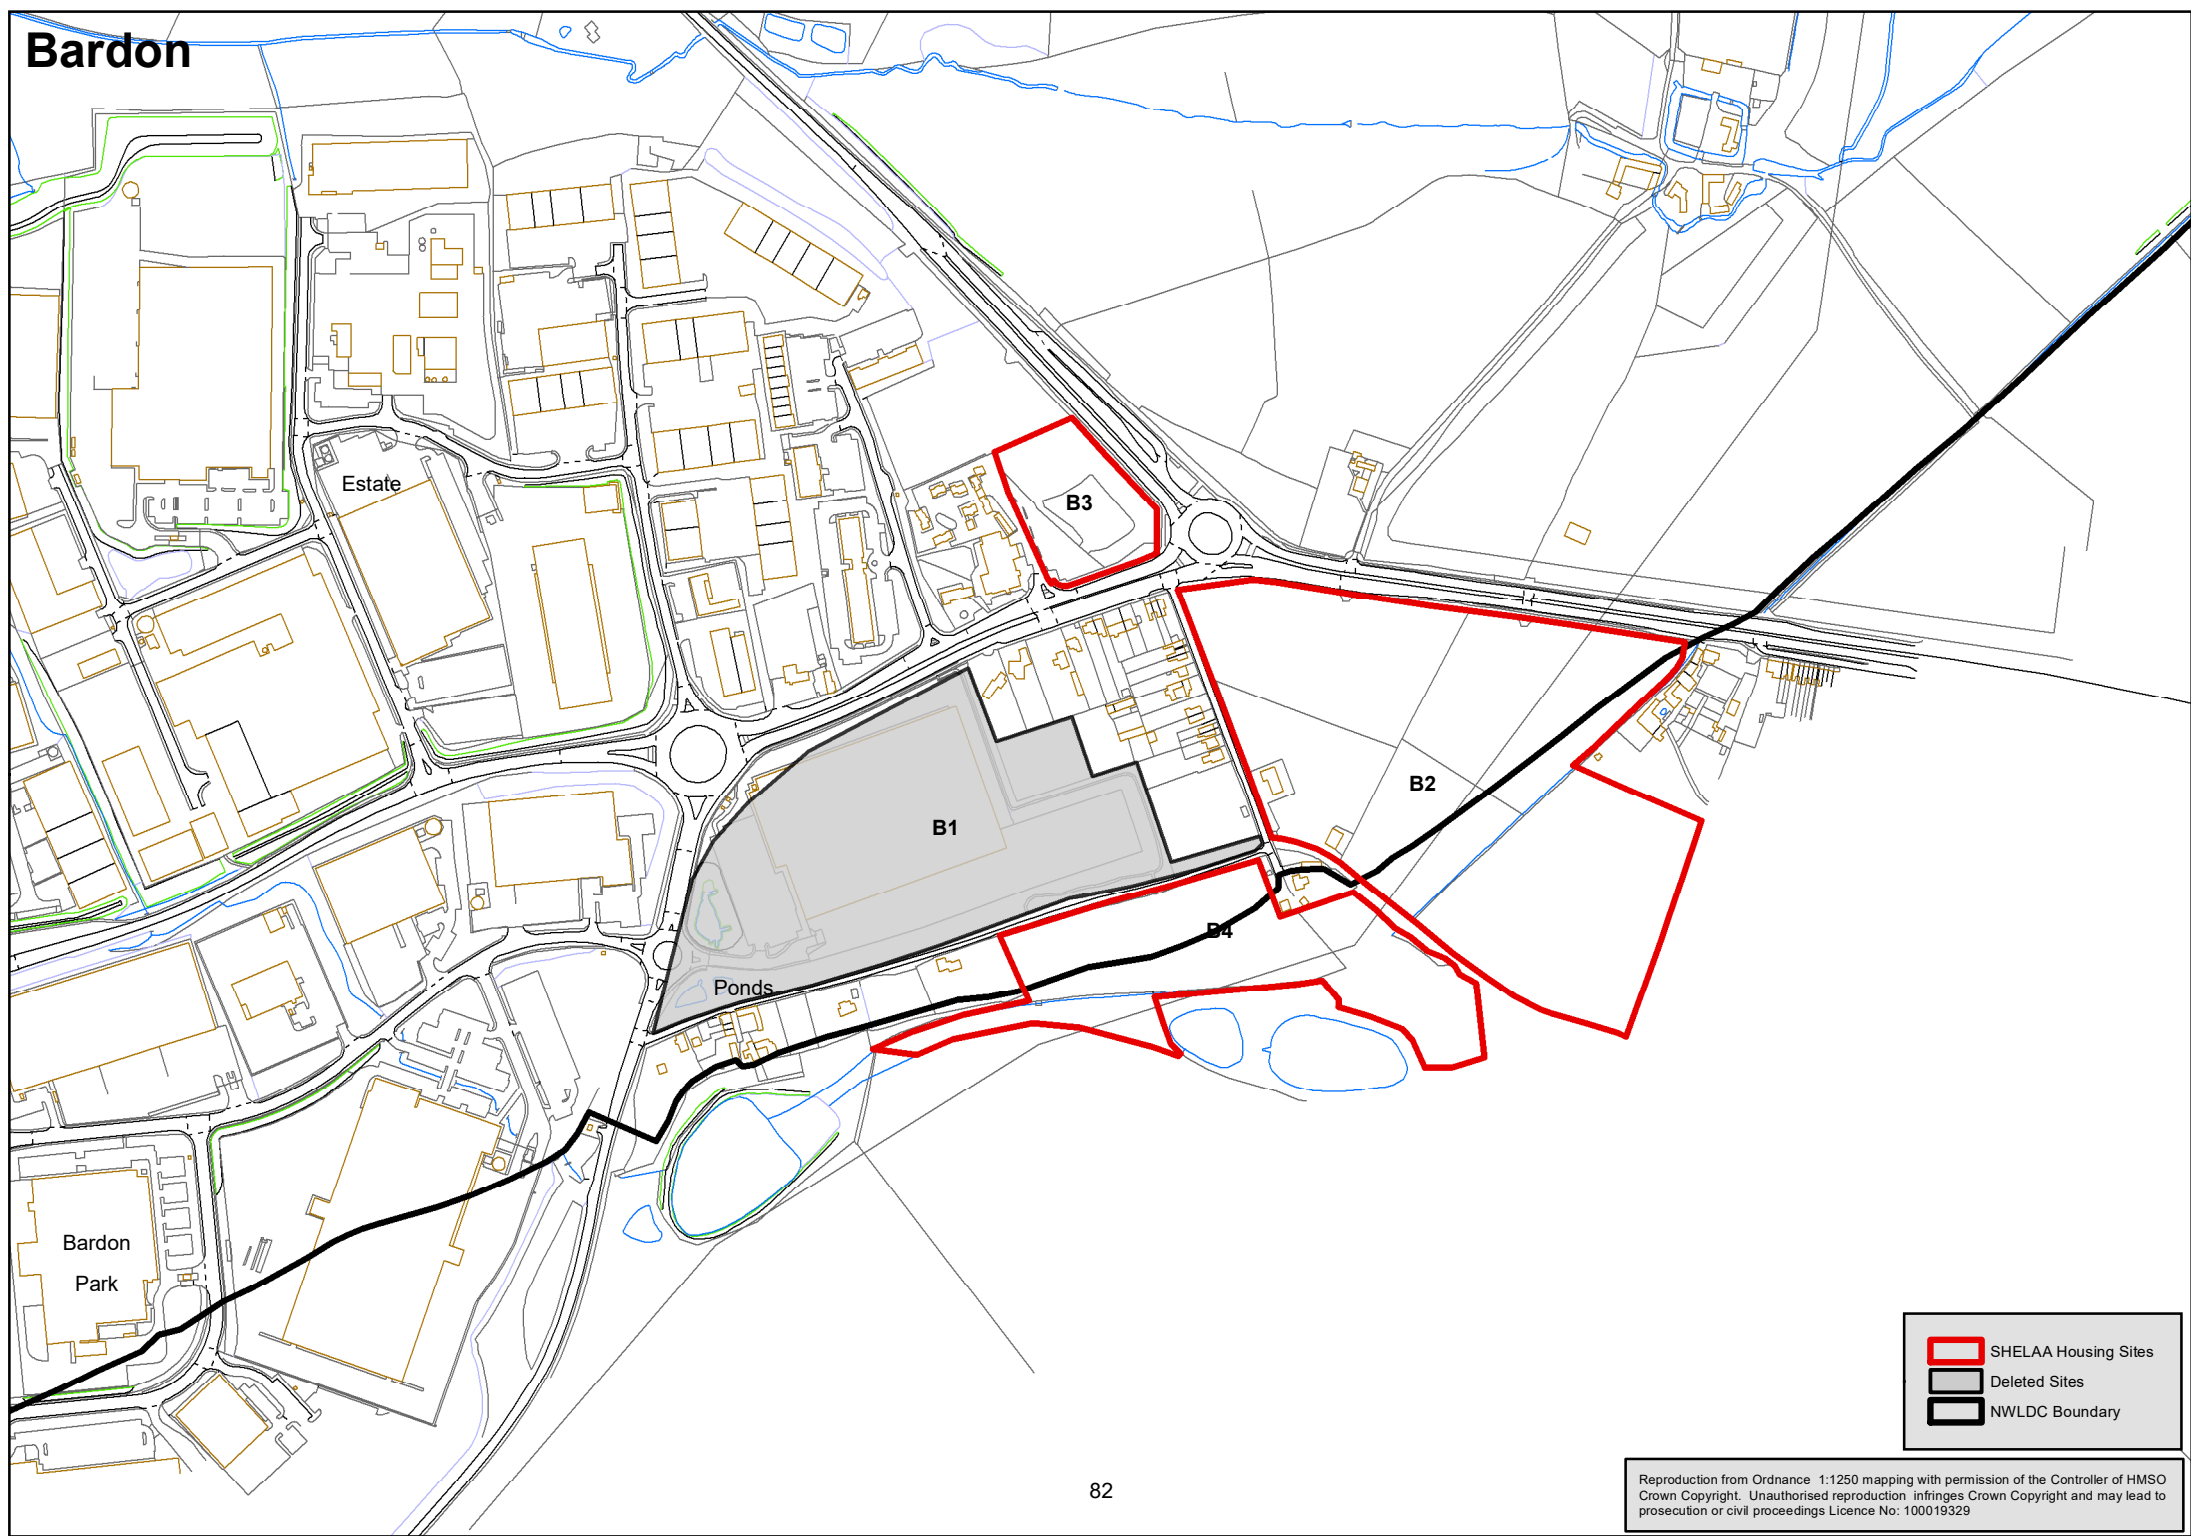 Bardon
Estate
B3
B2
B1
B4
Ponds
Bardon
Park
SHELAA Housing Sites
Deleted Sites
NWLDC Boundary
82
Reproduction from Ordnance 1:1250 mapping with permission of the Controller of HMSO
Crown Copyright. Unauthorised reproduction infringes Crown Copyright and may lead to
prosecution or civil proceedings Licence No: 100019329